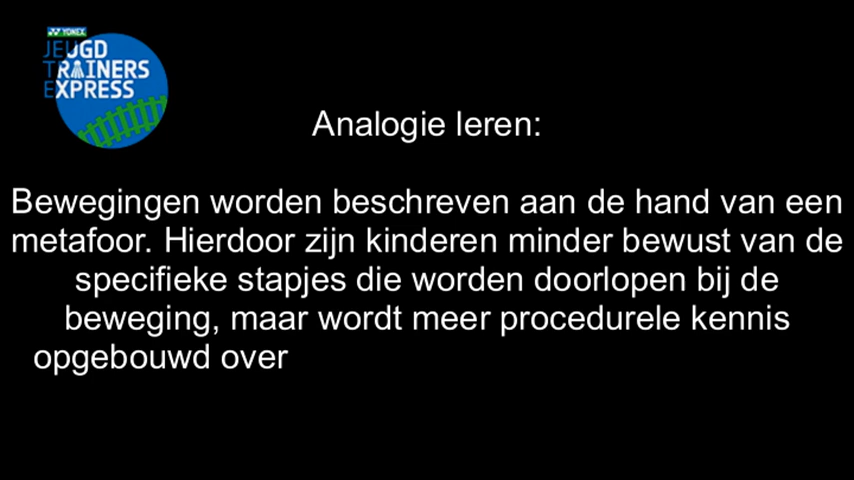 YONEX
JEUGD
TRAINERS
EXPRESS
Analogie leren:
Bewegingen worden beschreven aan de hand van een
metafoor. Hierdoor zijn kinderen minder bewust van de
specifieke stapjes die worden doorlopen bij de
beweging, maar wordt meer procedurele kennis
opgebouwd over